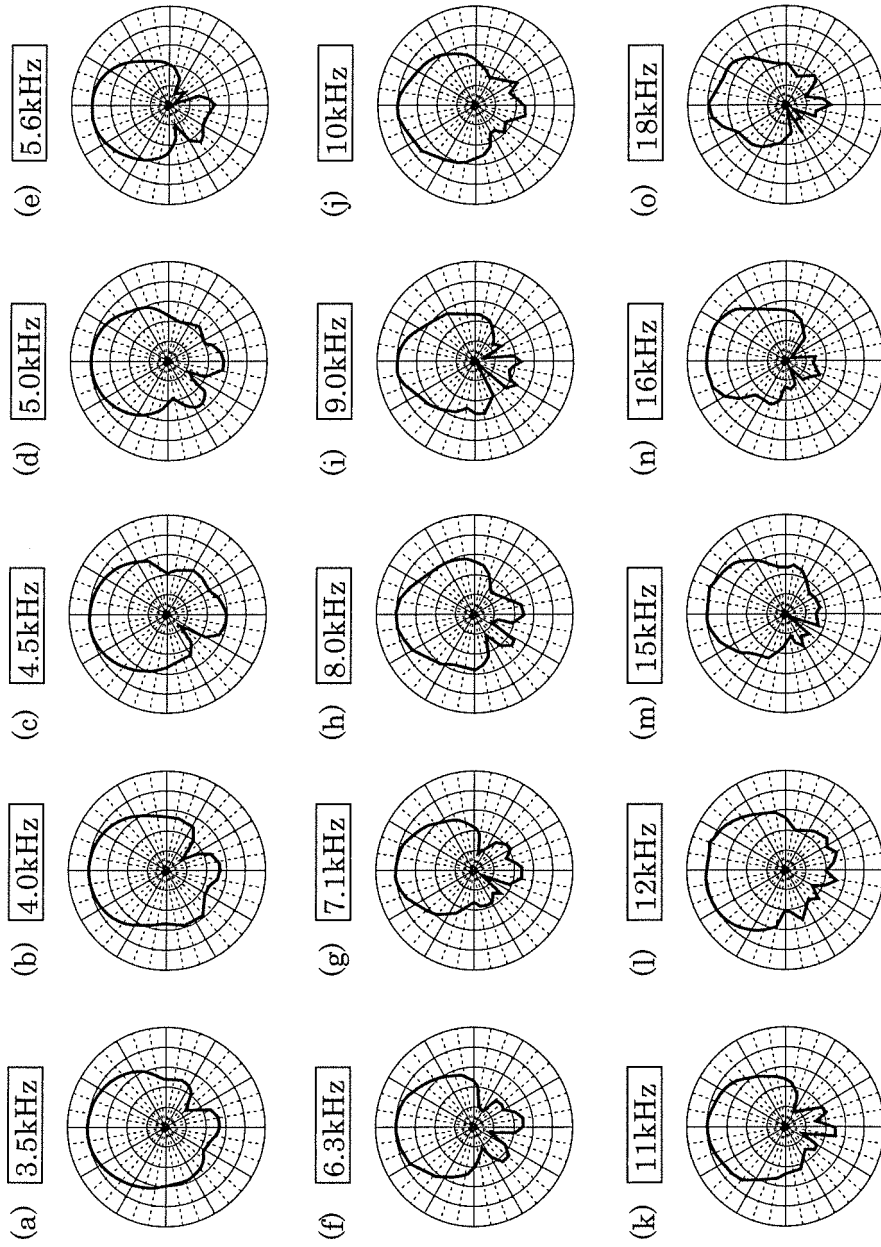 (a) 3.5kHz
(b) 4.0kHz
(c) 4.5kHz
(d) 5.0kHz
(e) 5.6kHz
(f) 6.3kHz
(g) 7.1kHz
(h) 8.0kHz
(i) 9.0kHz
(j) 10kHz
(k) 11kHz
(l) 12kHz
(m) 15kHz
(n) 16kHz
(o) 18kHz